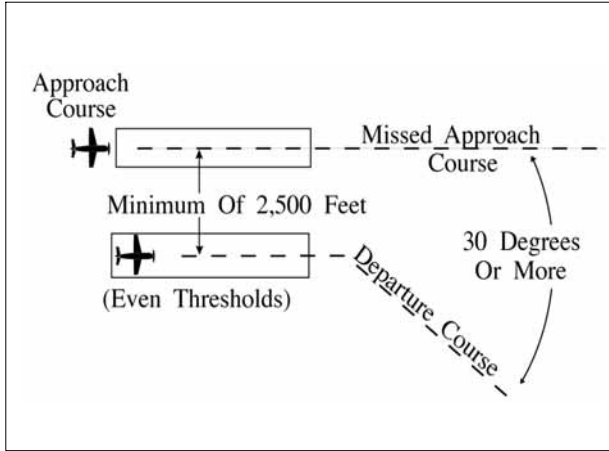 Approach
Course
Missed Approach
Course
Minimum Of 2,500 Feet
30 Degrees
Or More
Departure Course
(Even Thresholds)